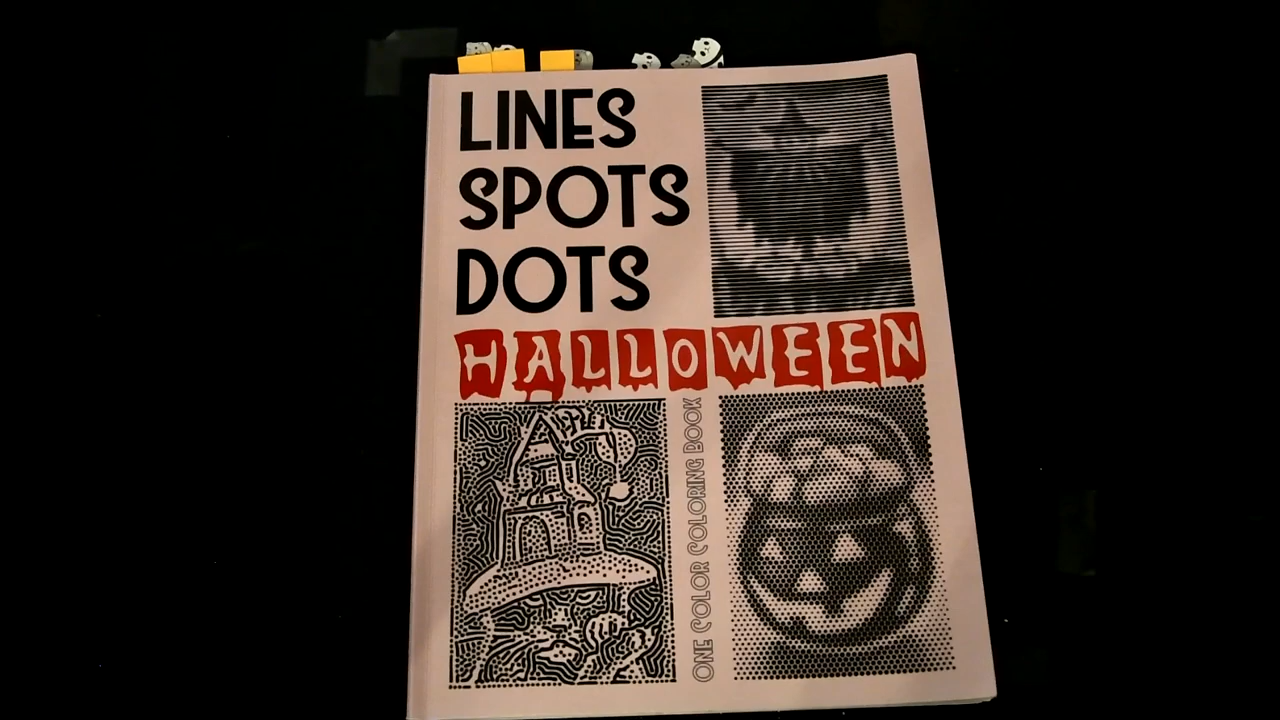 LINES
SPOTS
DOTS
HALLOWEEN
ONE COLOR COLORING BOOK